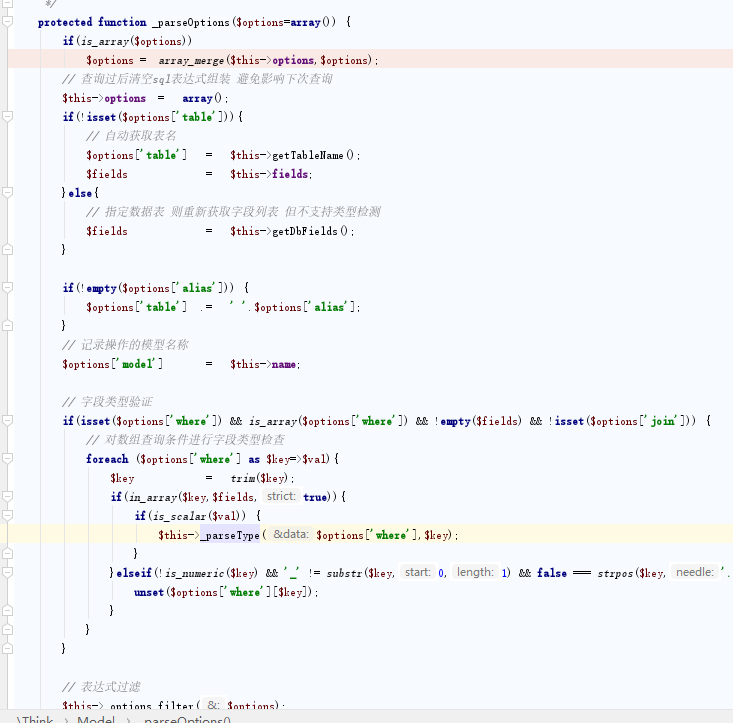 */
protected function _parseOptions($options=array()) {
if(is_array($options))
$options = array_merge($this->options,$options);
// 查询过后清空sql表达式组装 避免影响下次查询
$this->options = array();
if(!isset($options['table'])){
// 自动获取表名
$options['table'] = $this->getTableName();
$fields = $this->fields;
}else{
// 指定数据表 则重新获取字段列表 但不支持类型检测
$fields = $this->getDbFields();
}
if(!empty($options['alias'])) {
$options['table'] .= ' '.$options['alias'];
}
// 记录操作的模型名称
$options['model'] = $this->name;
// 字段类型验证
if(isset($options['where']) && is_array($options['where']) && !empty($fields) && !isset($options['join'])) {
// 对数组查询条件进行字段类型检查
foreach ($options['where'] as $key=>$val){
$key = trim($key);
if(in_array($key,$fields, strict: true)){
if(is_scalar($val)) {
$this->_parseType( &data: $options['where'],$key);
}
}elseif(!is_numeric($key) && '_' != substr($key, start: 0, length: 1) && false === strpos($key, needle: '.
unset($options['where'][$key]);
}
}
}
// 表达式过滤
$this->_options_filter( &: $options);
\Think › Model › _parseOptions()